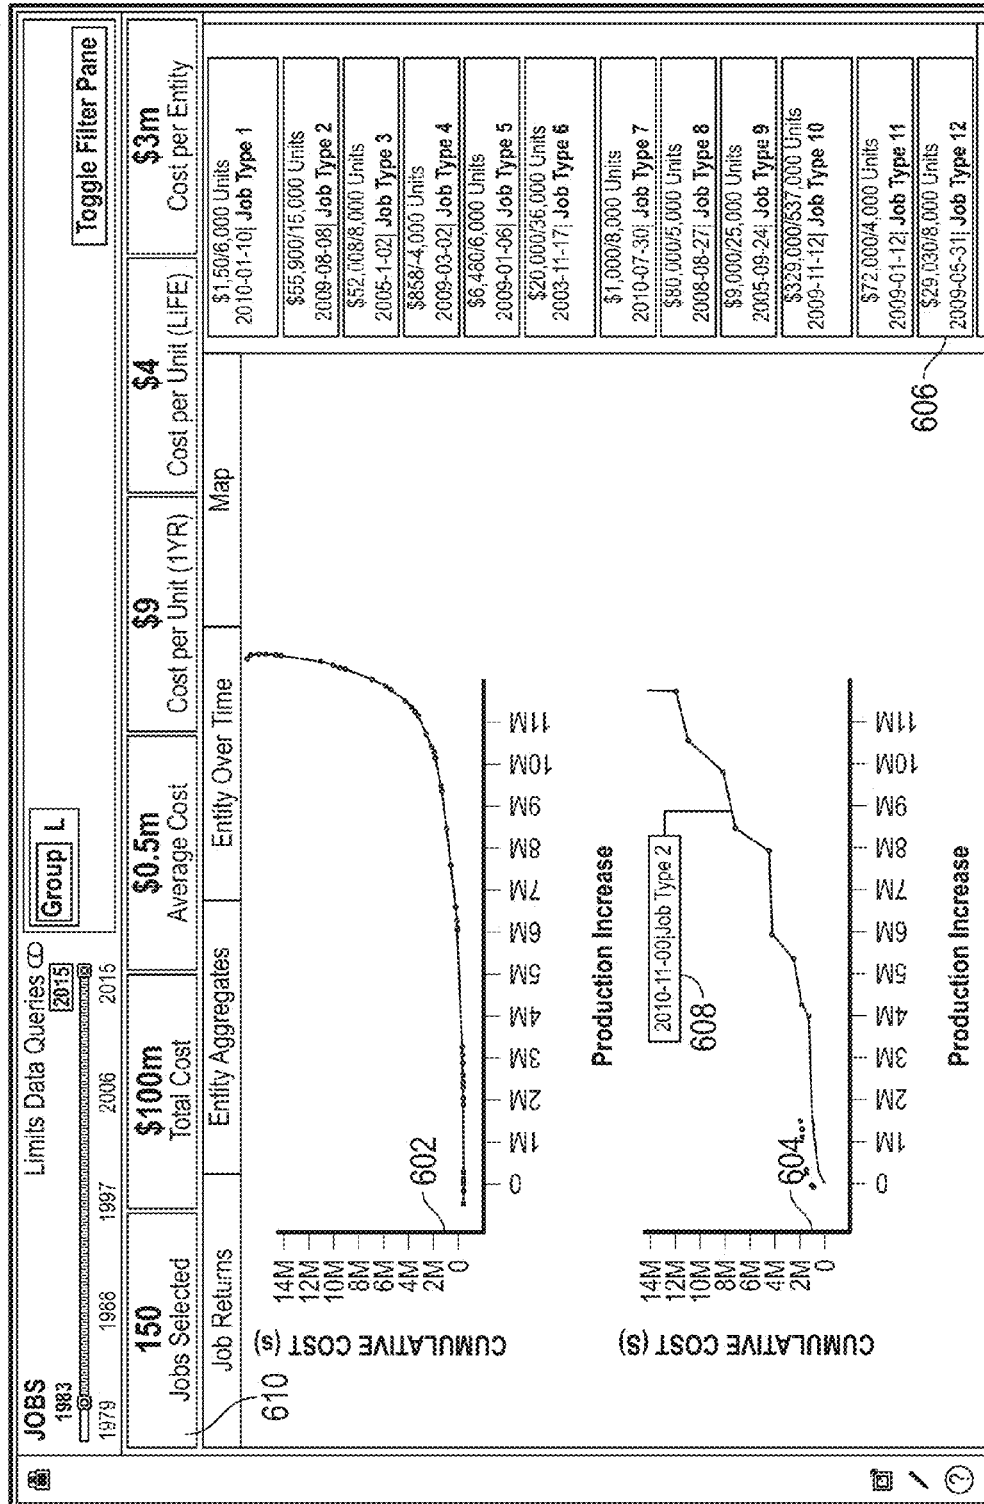 JOBS
Limits Data Queries
1983
2015
1979
1988
1997
2006
2015
Group L
Toggle Filter Pane
150
Jobs Selected
$100m
Total Cost
$0.5m
Average Cost
$9
Cost per Unit (1YR)
$4
Cost per Unit (LIFE)
$3m
Cost per Entity
610
Job Returns
Entity Aggregates
Entity Over Time
Map
CUMULATIVE COST (s)
14M
12M
10M
8M
6M
4M
2M
0
602
0
1M
2M
3M
4M
5M
6M
7M
8M
9M
10M
11M
Production Increase
CUMULATIVE COST (s)
14M
12M
10M
8M
6M
4M
2M
0
604
2010-11-00|Job Type 2
608
0
1M
2M
3M
4M
5M
6M
7M
8M
9M
10M
11M
Production Increase
$1,50/6,000 Units
2010-01-10| Job Type 1
$55,900/15,000 Units
2009-08-08| Job Type 2
$52,008/8,000 Units
2005-1-02| Job Type 3
$858/-4,000 Units
2009-03-02| Job Type 4
$6,460/6,000 Units
2009-01-06| Job Type 5
$20,000/36,000 Units
2003-11-17| Job Type 6
$1,000/8,000 Units
2010-07-30| Job Type 7
$80,000/5,000 Units
2008-08-27| Job Type 8
$9,000/25,000 Units
2005-09-24| Job Type 9
$329,000/537,000 Units
2009-11-12| Job Type 10
$72,000/4,000 Units
2009-01-12| Job Type 11
$29,030/8,000 Units
2009-05-31| Job Type 12
606
?